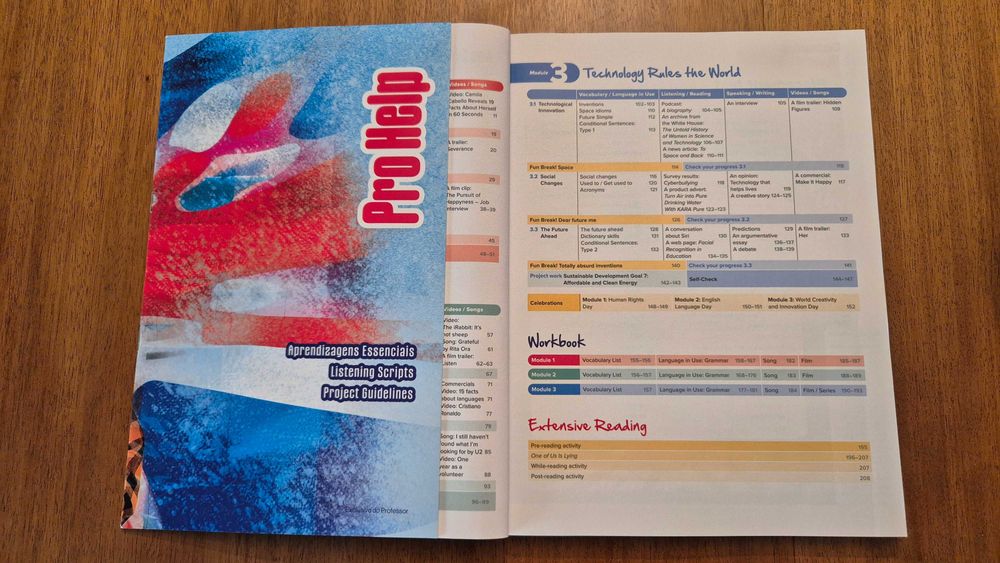 Pro Help
Aprendizagens Essenciais
Listening Scripts
Project Guidelines
Exclusivo do Professor
Videos / Songs
Video: Camila
Cabello Reveals 19
Facts About Herself
in 60 Seconds 11
19
A trailer:
Severance 20
25
A film clip:
The Pursuit of
Happyness – Job
Interview 38–39
45
48–51
Videos / Songs
Video:
The iRabbit: It's
not sheep 57
Song: Grateful
by Rita Ora 61
A film trailer:
Listen 62–63
67
Commercials 71
Video: 15 facts
about languages 71
Video: Cristiano
Ronaldo 77
79
Song: I still haven't
found what I'm
looking for by U2 85
Video: One
year as a
volunteer 88
93
96–99
Module 3 Technology Rules the World
Vocabulary / Language in Use
Listening / Reading
Speaking / Writing
Videos / Songs
3.1 Technological
Innovation
Inventions 102–103
Space idioms 110
Future Simple 112
Conditional Sentences:
Type 1 113
Podcast:
A biography 104–105
An archive from
the White House:
The Untold History
of Women in Science
and Technology 106–107
A news article: To
Space and Back 110–111
An interview 105
A film trailer: Hidden
Figures 109
Fun Break! Space 114
Check your progress 3.1 115
3.2 Social
Changes
Social changes 116
Used to / Get used to 120
Acronyms 121
Survey results:
Cyberbullying 118
A product advert:
Turn Air into Pure
Drinking Water
With KARA Pure 122–123
An opinion:
Technology that
helps lives 119
A creative story 124–125
A commercial:
Make It Happy 117
Fun Break! Dear future me 126
Check your progress 3.2 127
3.3 The Future
Ahead
The future ahead 128
Dictionary skills 131
Conditional Sentences:
Type 2 132
A conversation
about Siri 130
A web page: Facial
Recognition in
Education 134–135
Predictions 129
An argumentative
essay 136–137
A debate 138–139
A film trailer:
Her 133
Fun Break! Totally absurd inventions 140
Check your progress 3.3 141
Project work Sustainable Development Goal 7:
Affordable and Clean Energy 142–143
Self-Check 144–147
Celebrations
Module 1: Human Rights
Day 148–149
Module 2: English
Language Day 150–151
Module 3: World Creativity
and Innovation Day 152
Workbook
Module 1 Vocabulary List 155–156 Language in Use: Grammar 158–167 Song 182 Film 185–187
Module 2 Vocabulary List 156–157 Language in Use: Grammar 168–176 Song 183 Film 188–189
Module 3 Vocabulary List 157 Language in Use: Grammar 177–181 Song 184 Film / Series 190–193
Extensive Reading
Pre-reading activity 195
One of Us Is Lying 196–207
While-reading activity 207
Post-reading activity 208